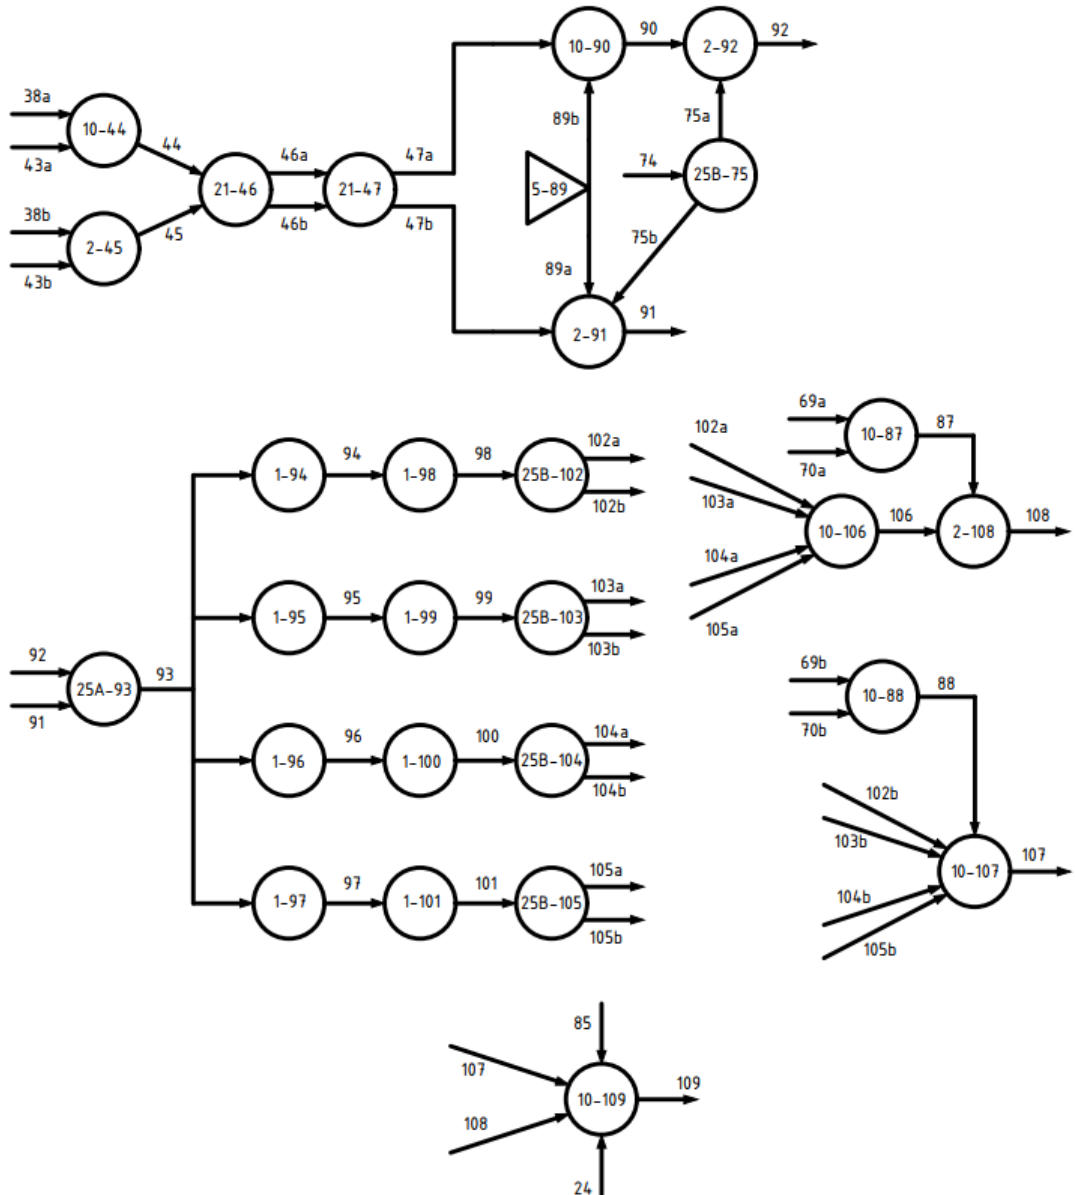 90
92
10-90
2-92
38a
10-44
44
46a
47a
89b
75a
43a
74
21-46
21-47
5-89
25B-75
38b
45
46b
47b
75b
2-45
43b
89a
91
2-91
69a
87
102a
10-87
94
98
102a
70a
1-94
1-98
25B-102
102b
103a
106
108
10-106
2-108
104a
95
99
103a
105a
1-95
1-99
25B-103
103b
92
93
69b
88
25A-93
10-88
91
70b
96
100
104a
1-96
1-100
25B-104
104b
102b
103b
107
10-107
97
101
105a
104b
1-97
1-101
25B-105
105b
105b
85
107
109
10-109
108
24